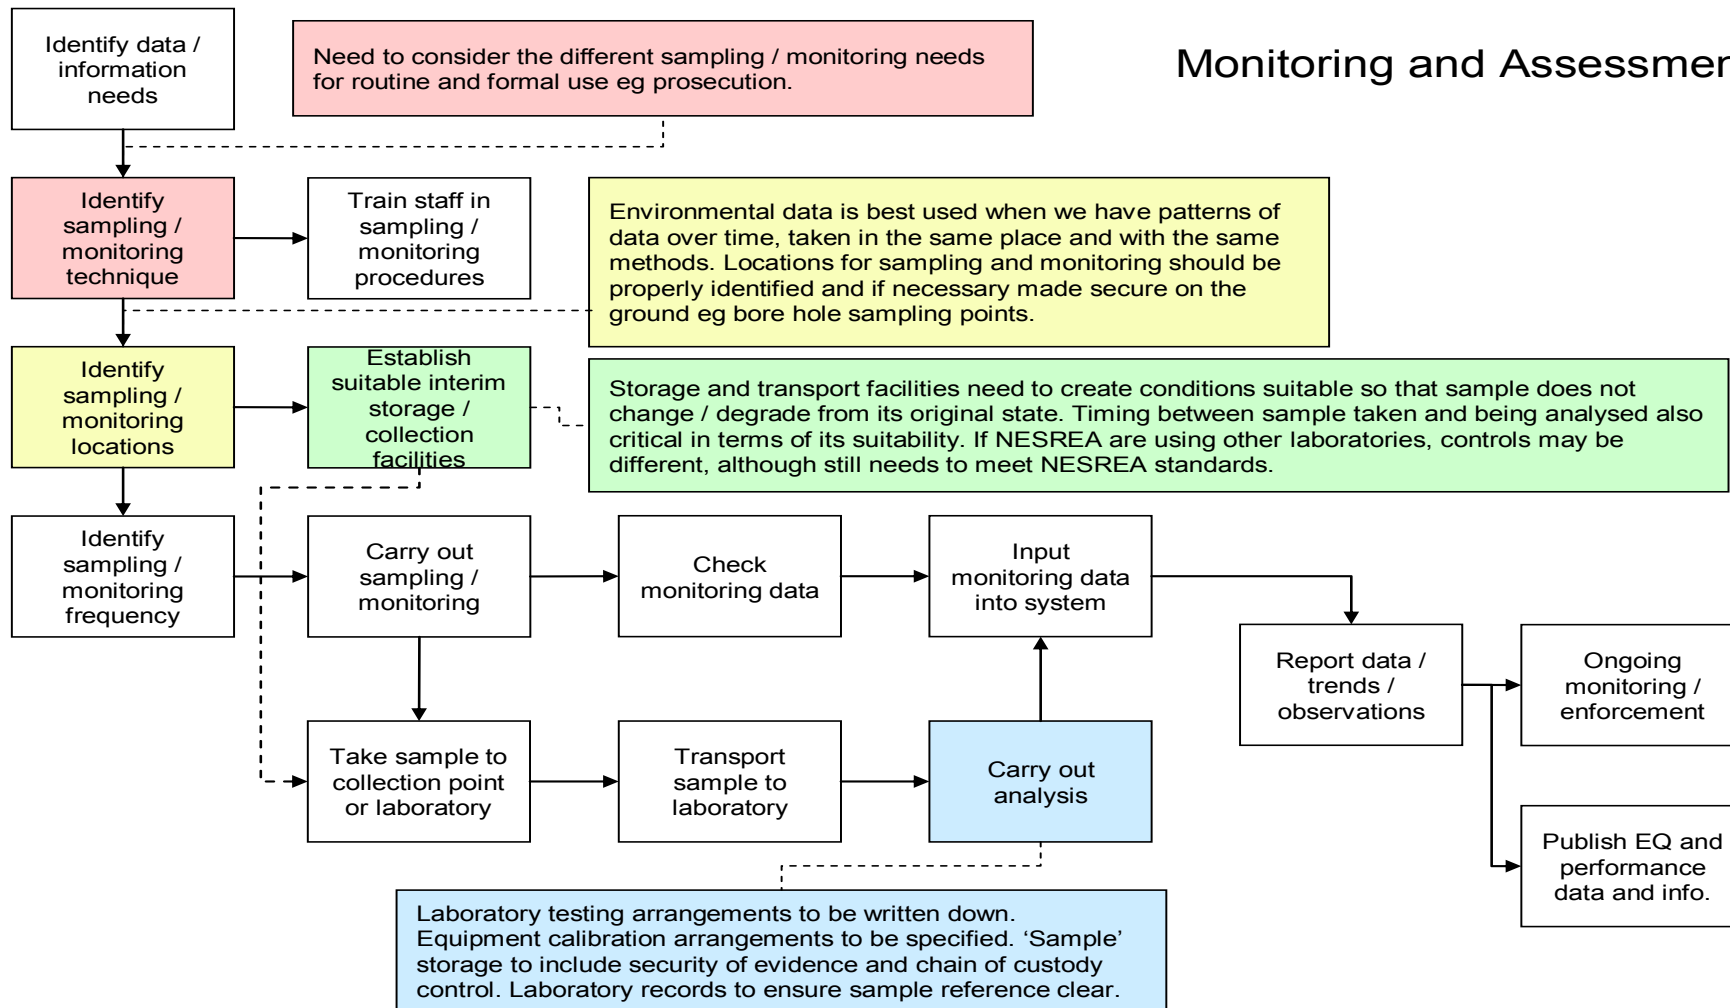 Identify data /
information
needs
Need to consider the different sampling / monitoring needs
for routine and formal use eg prosecution.
Monitoring and Assessmen
Identify
sampling /
monitoring
technique
Train staff in
sampling /
monitoring
procedures
Environmental data is best used when we have patterns of
data over time, taken in the same place and with the same
methods. Locations for sampling and monitoring should be
properly identified and if necessary made secure on the
ground eg bore hole sampling points.
Identify
sampling /
monitoring
locations
Establish
suitable interim
storage /
collection
facilities
Storage and transport facilities need to create conditions suitable so that sample does not
change / degrade from its original state. Timing between sample taken and being analysed also
critical in terms of its suitability. If NESREA are using other laboratories, controls may be
different, although still needs to meet NESREA standards.
Identify
sampling /
monitoring
frequency
Carry out
sampling /
monitoring
Check
monitoring data
Input
monitoring data
into system
Report data /
trends /
observations
Ongoing
monitoring /
enforcement
Take sample to
collection point
or laboratory
Transport
sample to
laboratory
Carry out
analysis
Publish EQ and
performance
data and info.
Laboratory testing arrangements to be written down.
Equipment calibration arrangements to be specified. ‘Sample’
storage to include security of evidence and chain of custody
control. Laboratory records to ensure sample reference clear.